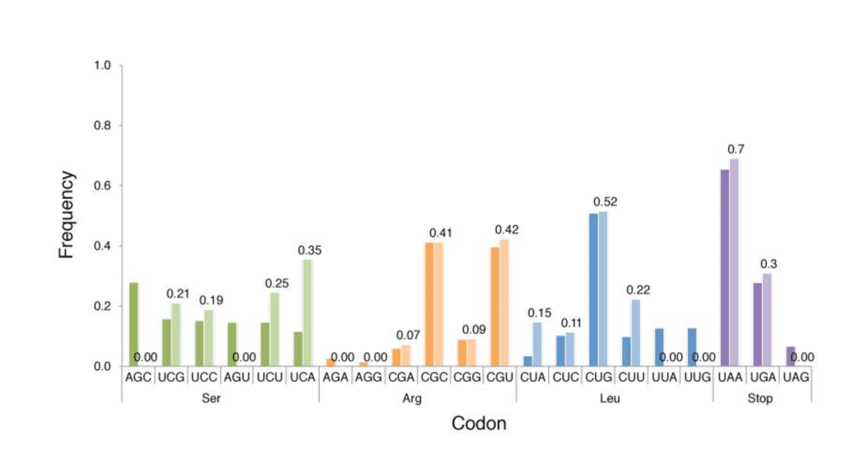 1.0
0.8
0.6
0.4
0.2
0.0
Frequency
0.00 0.21 0.19 0.00 0.25 0.35 0.00 0.00 0.07 0.41 0.09 0.42 0.15 0.11 0.52 0.22 0.00 0.00 0.7 0.3 0.00
AGC UCG UCC AGU UCU UCA AGA AGG CGA CGC CGG CGU CUA CUC CUG CUU UUA UUG UAA UGA UAG
Ser Arg Leu Stop
Codon